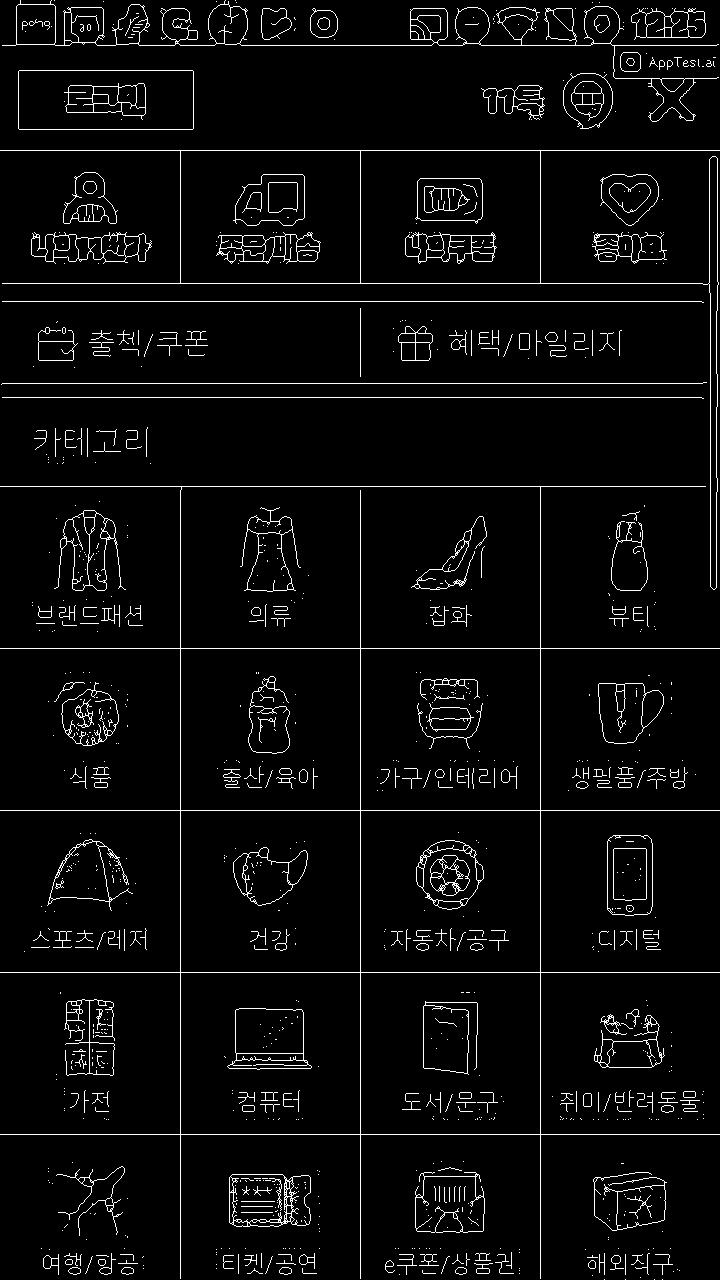 12:25
AppTest.ai
로그인
11톡
나의11번가 주문/배송 나의쿠폰 좋아요
출첵/쿠폰 혜택/마일리지
카테고리
브랜드패션 의류 잡화 뷰티
식품 출산/육아 가구/인테리어 생필품/주방
스포츠/레저 건강 자동차/공구 디지털
가전 컴퓨터 도서/문구 취미/반려동물
여행/항공 티켓/공연 e쿠폰/상품권 해외직구